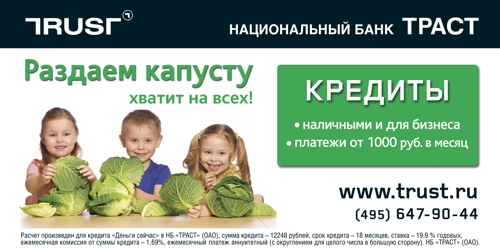 TRUST
НАЦИОНАЛЬНЫЙ БАНК ТРАСТ
Раздаем капусту
хватит на всех!
КРЕДИТЫ
• наличными и для бизнеса
• платежи от 1000 руб. в месяц
www.trust.ru
(495) 647-90-44
Расчет произведен для кредита «Деньги сейчас» в НБ «ТРАСТ» (ОАО), сумма кредита – 12248 рублей, срок кредита – 18 месяцев, ставка – 19,9 % годовых,
ежемесячная комиссия от суммы кредита – 1,69%, ежемесячный платеж аннуитетный (с округлением для целого числа в большую сторону). НБ «ТРАСТ» (ОАО).